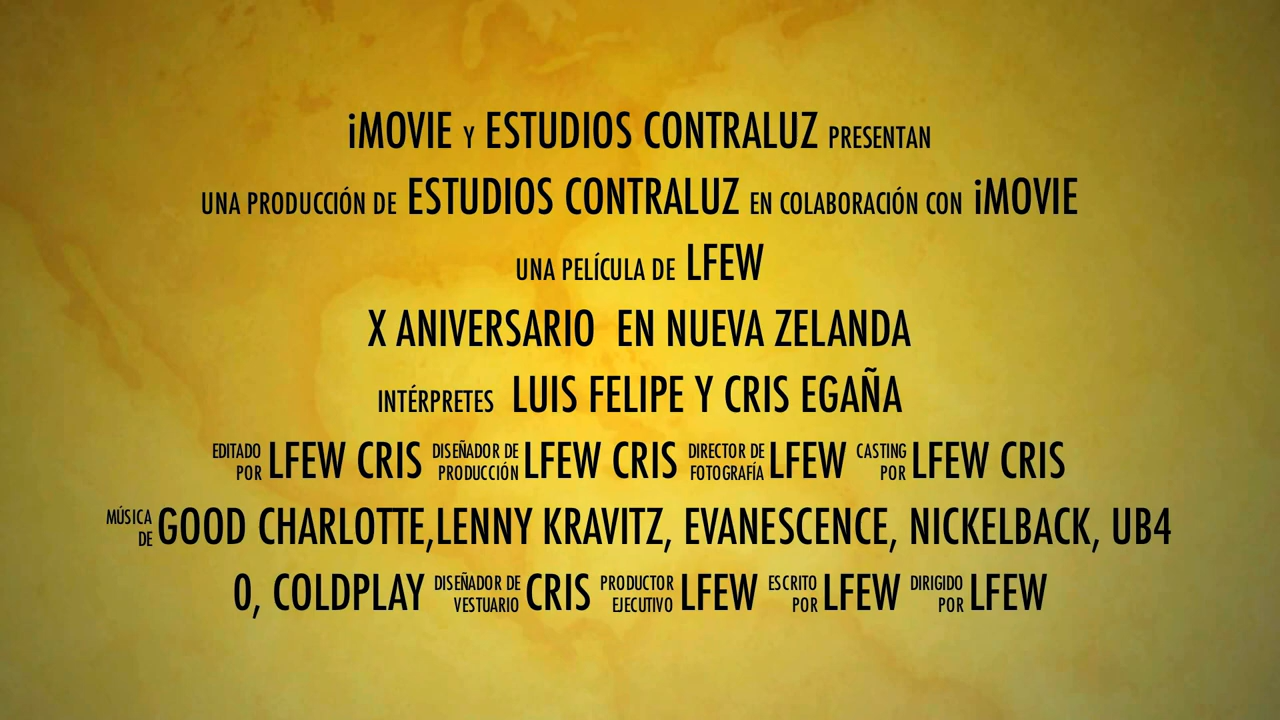 iMOVIE Y ESTUDIOS CONTRALUZ PRESENTAN
UNA PRODUCCIÓN DE ESTUDIOS CONTRALUZ EN COLABORACIÓN CON iMOVIE
UNA PELÍCULA DE LFEW
X ANIVERSARIO EN NUEVA ZELANDA
INTÉRPRETES LUIS FELIPE Y CRIS EGAÑA
EDITADO POR LFEW CRIS DISEÑADOR DE PRODUCCIÓN LFEW CRIS DIRECTOR DE FOTOGRAFÍA LFEW CASTING POR LFEW CRIS
MÚSICA DE GOOD CHARLOTTE,LENNY KRAVITZ, EVANESCENCE, NICKELBACK, UB4
0, COLDPLAY DISEÑADOR DE VESTUARIO CRIS PRODUCTOR EJECUTIVO LFEW ESCRITO POR LFEW DIRIGIDO POR LFEW